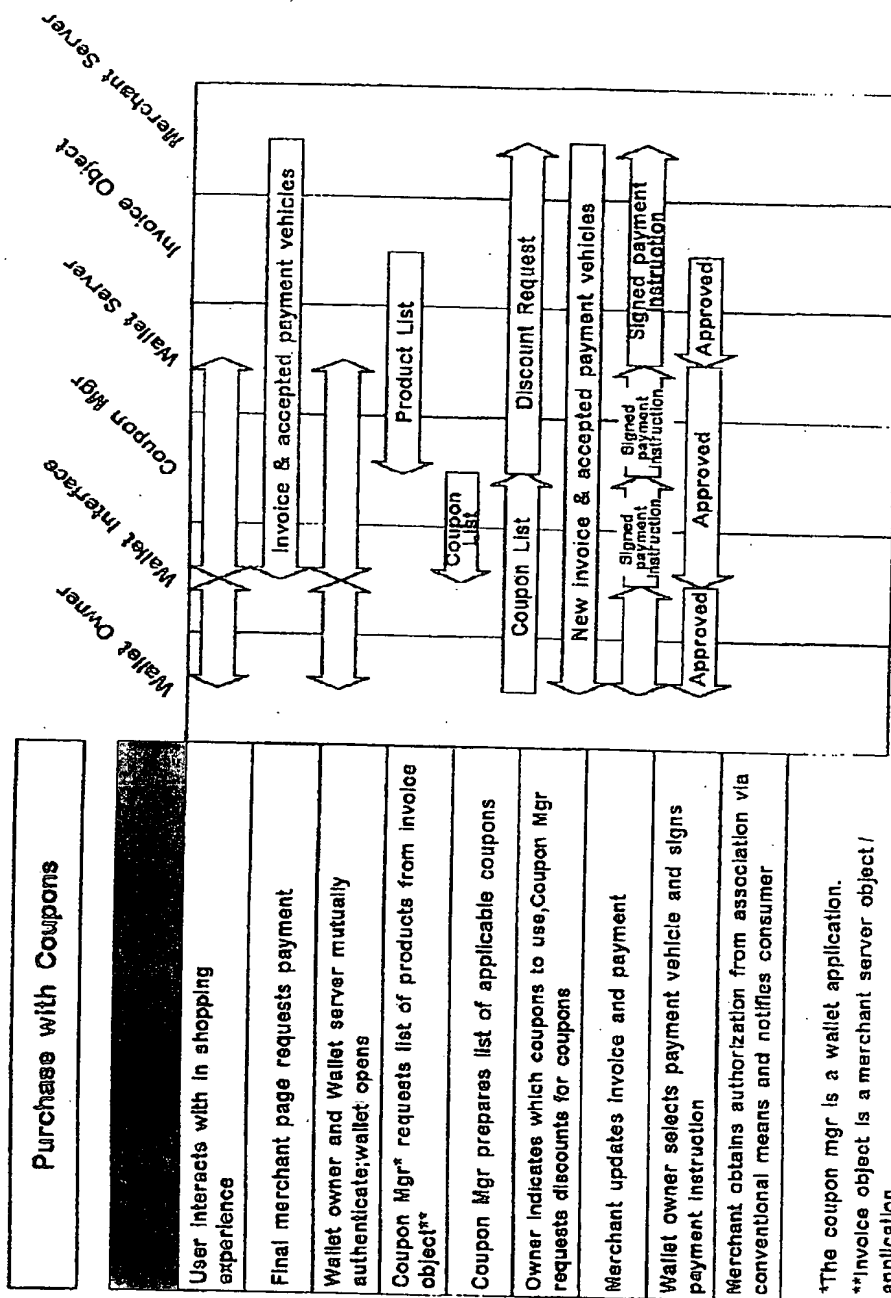 Purchase with Coupons
Wallet Owner
Wallet Interface
Coupon Mgr
Wallet Server
Invoice Object
Merchant Server
User interacts with in shopping
experience
Final merchant page requests payment
Invoice & accepted payment vehicles
Wallet owner and Wallet server mutually
authenticate;wallet opens
Coupon Mgr* requests list of products from invoice
object**
Product List
Coupon Mgr prepares list of applicable coupons
Coupon
List
Owner indicates which coupons to use,Coupon Mgr
requests discounts for coupons
Coupon List
Discount Request
Merchant updates invoice and payment
New invoice & accepted payment vehicles
Wallet owner selects payment vehicle and signs
payment instruction
Signed
payment
instruction
Signed
payment
instruction
Signed payment
instruction
Merchant obtains authorization from association via
conventional means and notifies consumer
Approved
Approved
Approved
*The coupon mgr is a wallet application.
**Invoice object is a merchant server object /
application